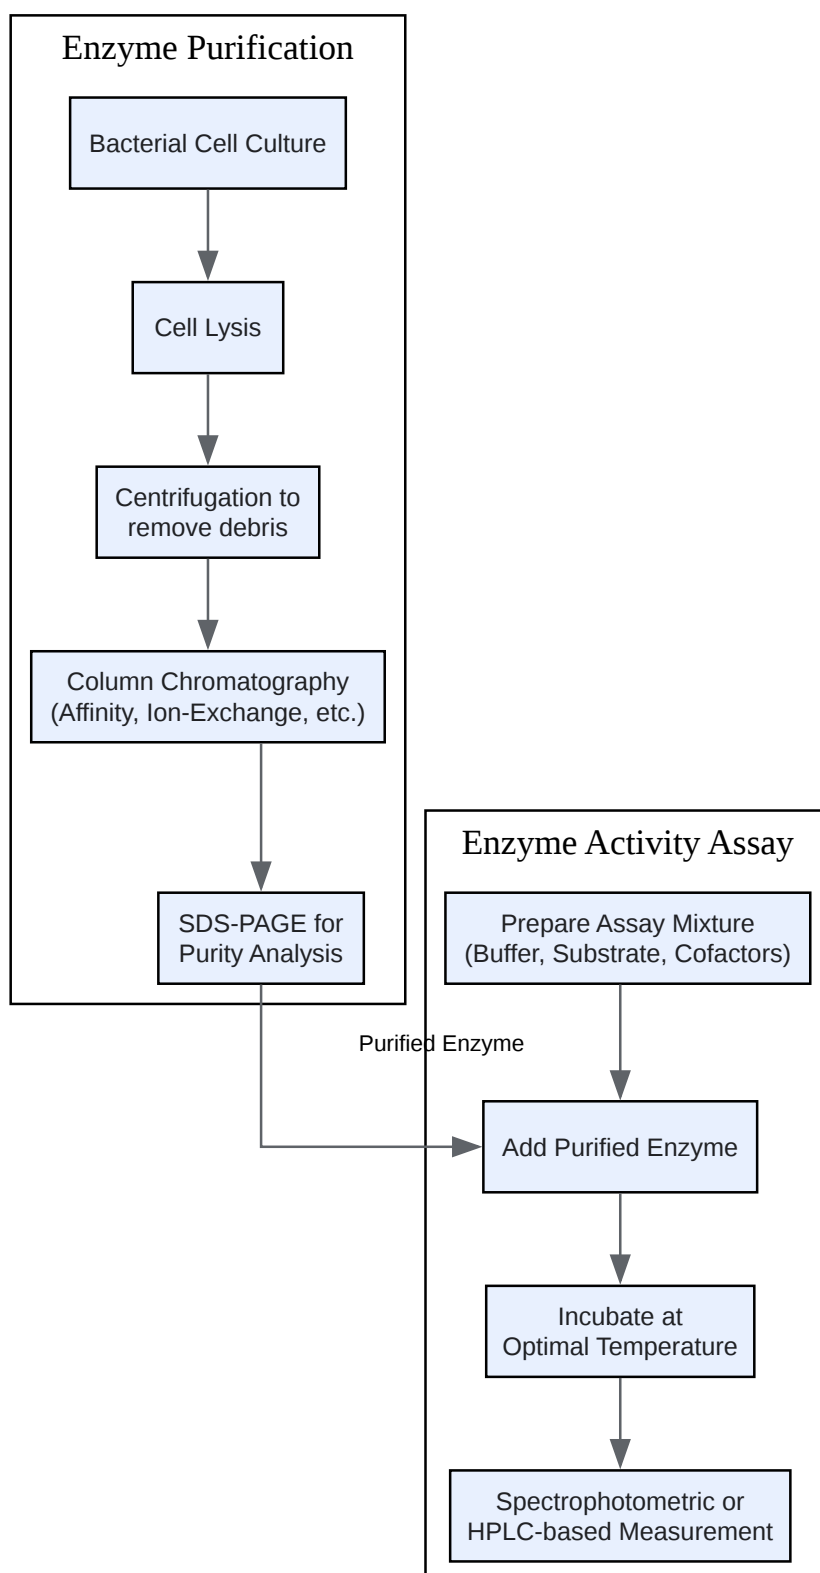 Enzyme Purification
Bacterial Cell Culture
Cell Lysis
Centrifugation to
remove debris
Column Chromatography
(Affinity, Ion-Exchange, etc.)
SDS-PAGE for
Purity Analysis
Purified Enzyme
Enzyme Activity Assay
Prepare Assay Mixture
(Buffer, Substrate, Cofactors)
Add Purified Enzyme
Incubate at
Optimal Temperature
Spectrophotometric or
HPLC-based Measurement